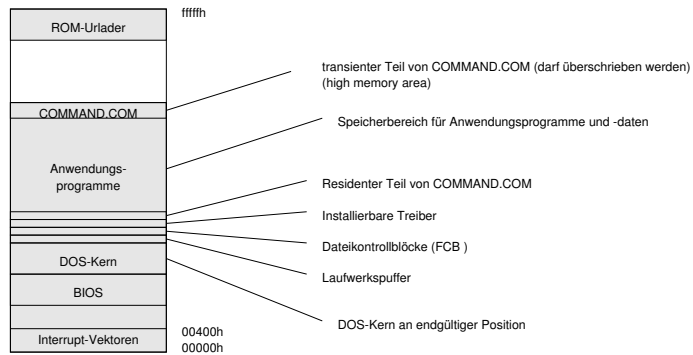 fffffh
ROM-Urlader
transienter Teil von COMMAND.COM (darf überschrieben werden)
(high memory area)
COMMAND.COM
Speicherbereich für Anwendungsprogramme und -daten
Anwendungs-
programme
Residenter Teil von COMMAND.COM
Installierbare Treiber
Dateikontrollblöcke (FCB )
DOS-Kern
Laufwerkspuffer
BIOS
DOS-Kern an endgültiger Position
Interrupt-Vektoren
00400h
00000h